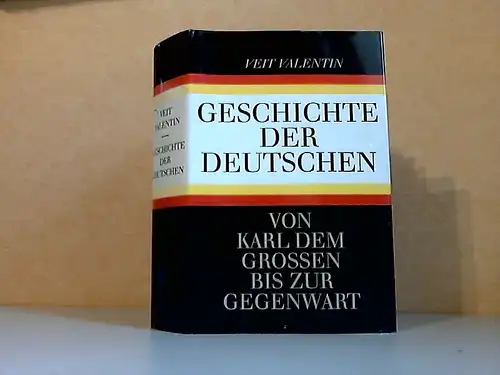 VEIT VALENTIN
GESCHICHTE
DER
DEUTSCHEN
VON
KARL DEM
GROSSEN
BIS ZUR
GEGENWART
VEIT
VALENTIN
GESCHICHTE
DER
DEUTSCHEN